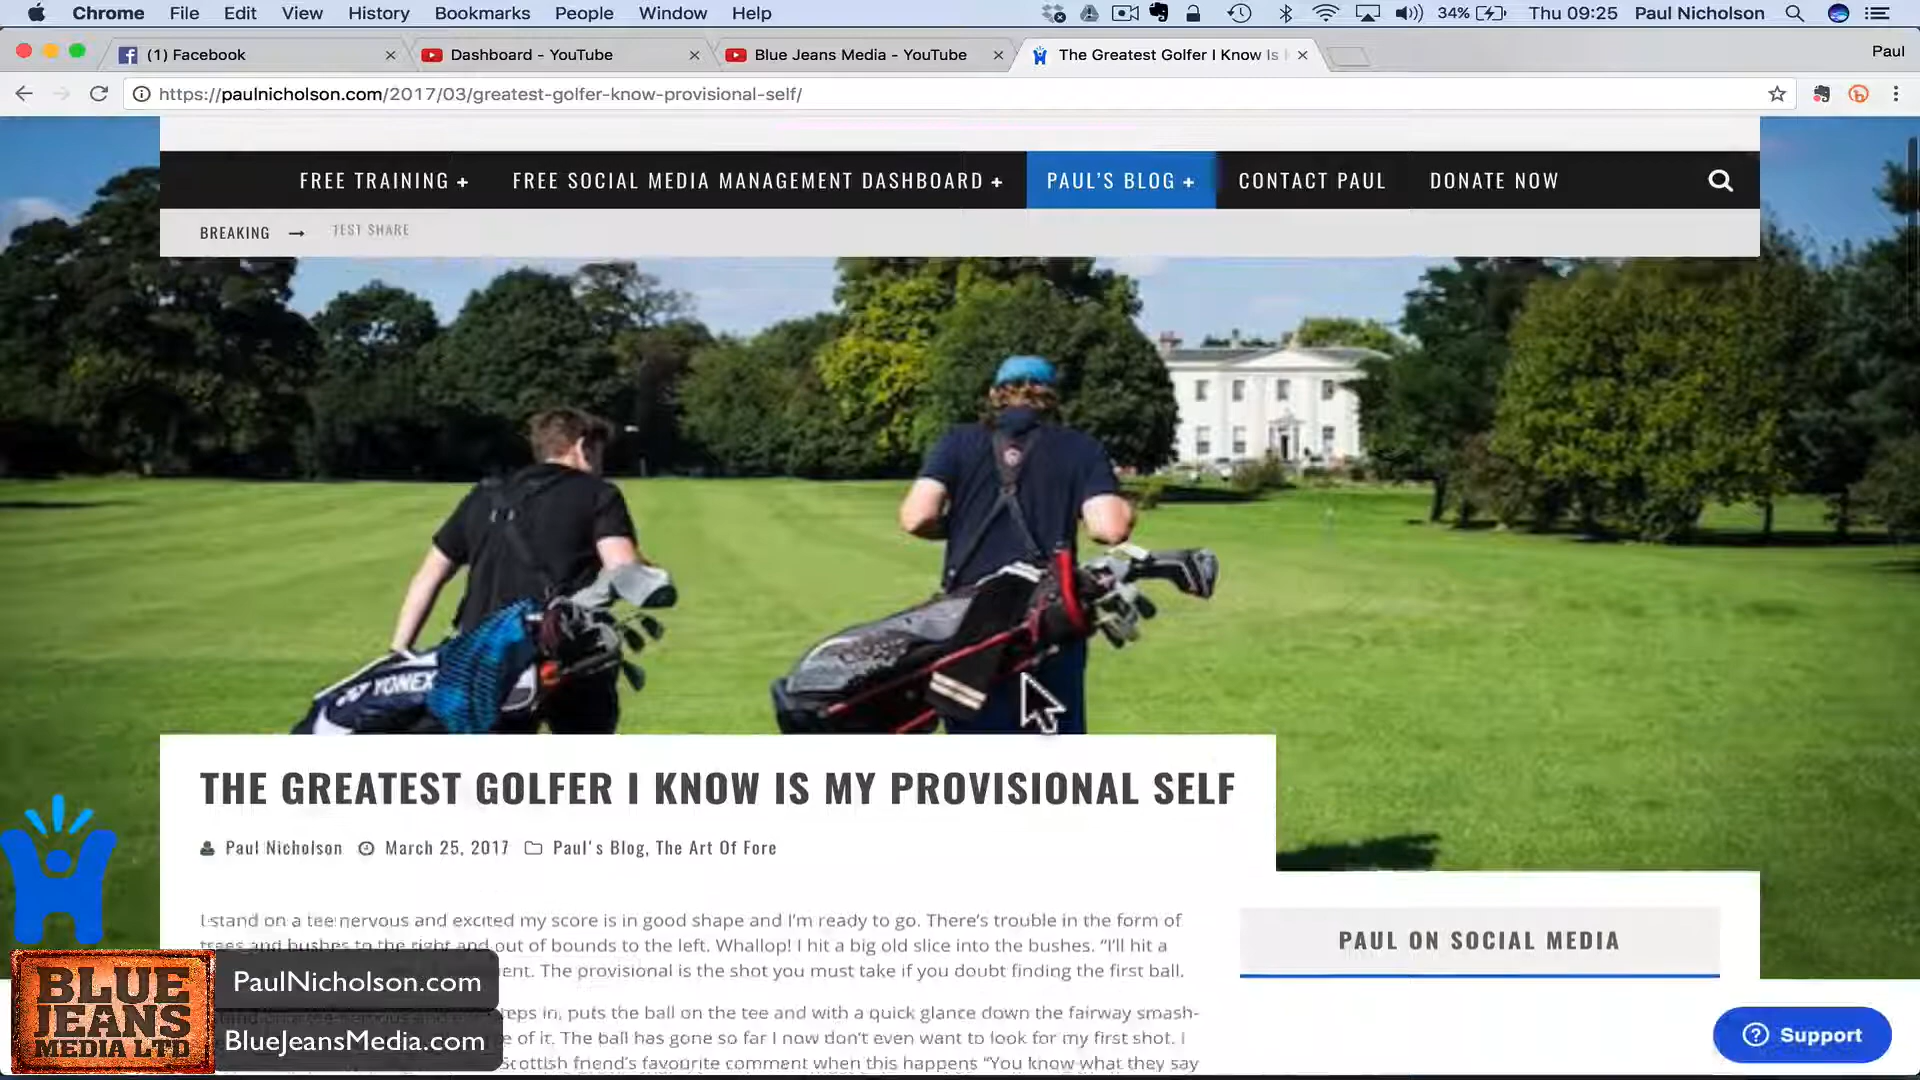 Chrome File Edit View History Bookmarks People Window Help 34% Thu 09:25 Paul Nicholson
(1) Facebook Dashboard - YouTube Blue Jeans Media - YouTube The Greatest Golfer I Know Is Paul
https://paulnicholson.com/2017/03/greatest-golfer-know-provisional-self/
FREE TRAINING + FREE SOCIAL MEDIA MANAGEMENT DASHBOARD + PAUL'S BLOG + CONTACT PAUL DONATE NOW
BREAKING → TEST SHARE
YONEX
THE GREATEST GOLFER I KNOW IS MY PROVISIONAL SELF
Paul Nicholson March 25, 2017 Paul's Blog, The Art Of Fore
I stand on a tee nervous and excited my score is in good shape and I'm ready to go. There's trouble in the form of
trees and bushes to the right and out of bounds to the left. Whallop! I hit a big old slice into the bushes. "I'll hit a
The provisional is the shot you must take if you doubt finding the first ball.
in, puts the ball on the tee and with a quick glance down the fairway smash-
of it. The ball has gone so far I now don't even want to look for my first shot. I
Scottish friend's favourite comment when this happens "You know what they say
PAUL ON SOCIAL MEDIA
Support
BLUE
JEANS
MEDIA LTD
PaulNicholson.com
BlueJeansMedia.com